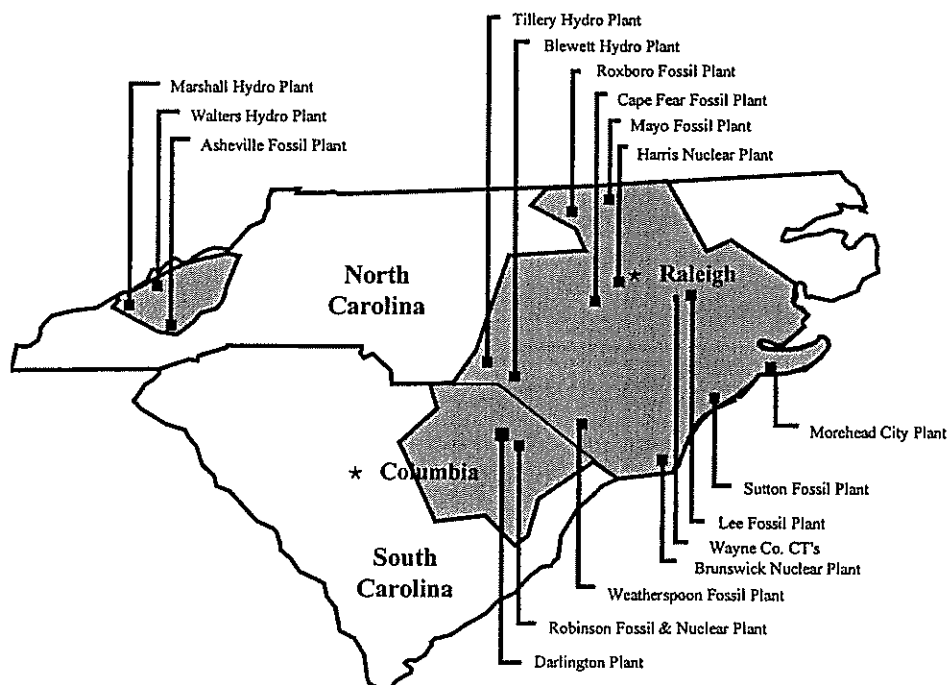 Tillery Hydro Plant
Blewett Hydro Plant
Roxboro Fossil Plant
Cape Fear Fossil Plant
Mayo Fossil Plant
Harris Nuclear Plant
Marshall Hydro Plant
Walters Hydro Plant
Asheville Fossil Plant
North
Carolina
* Raleigh
Morehead City Plant
* Columbia
Sutton Fossil Plant
Lee Fossil Plant
Wayne Co. CT's
Brunswick Nuclear Plant
South
Carolina
Weatherspoon Fossil Plant
Robinson Fossil & Nuclear Plant
Darlington Plant